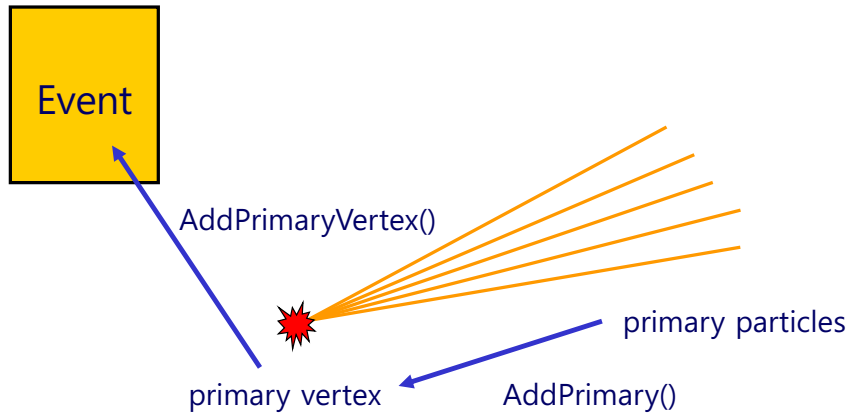 Event
AddPrimaryVertex()
primary particles
primary vertex
AddPrimary()